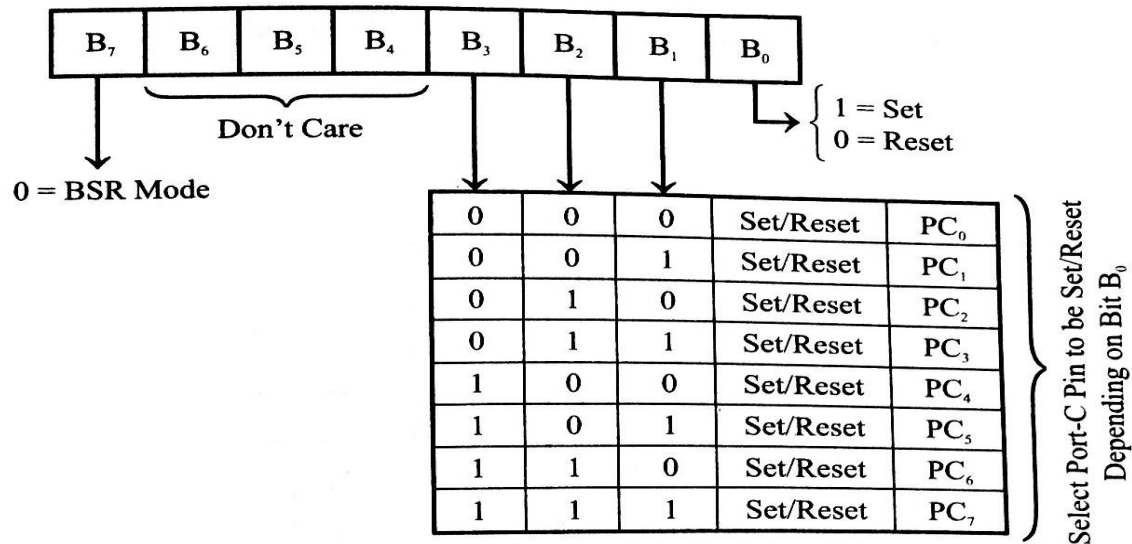 B₇ B₆ B₅ B₄ B₃ B₂ B₁ B₀
Don't Care
1 = Set
0 = Reset
0 = BSR Mode
0 0 0 Set/Reset PC₀
0 0 1 Set/Reset PC₁
0 1 0 Set/Reset PC₂
0 1 1 Set/Reset PC₃
1 0 0 Set/Reset PC₄
1 0 1 Set/Reset PC₅
1 1 0 Set/Reset PC₆
1 1 1 Set/Reset PC₇
Select Port-C Pin to be Set/Reset
Depending on Bit B₀